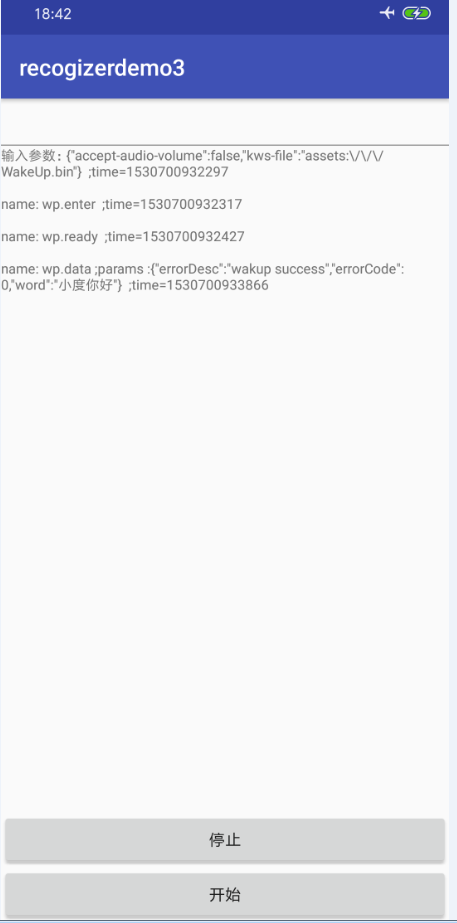 18:42
recogizerdemo3
输入参数：{"accept-audio-volume":false,"kws-file":"assets:\/\/\/
WakeUp.bin"} ;time=1530700932297
name: wp.enter ;time=1530700932317
name: wp.ready ;time=1530700932427
name: wp.data ;params :{"errorDesc":"wakup success","errorCode":
0,"word":"小度你好"} ;time=1530700933866
停止
开始